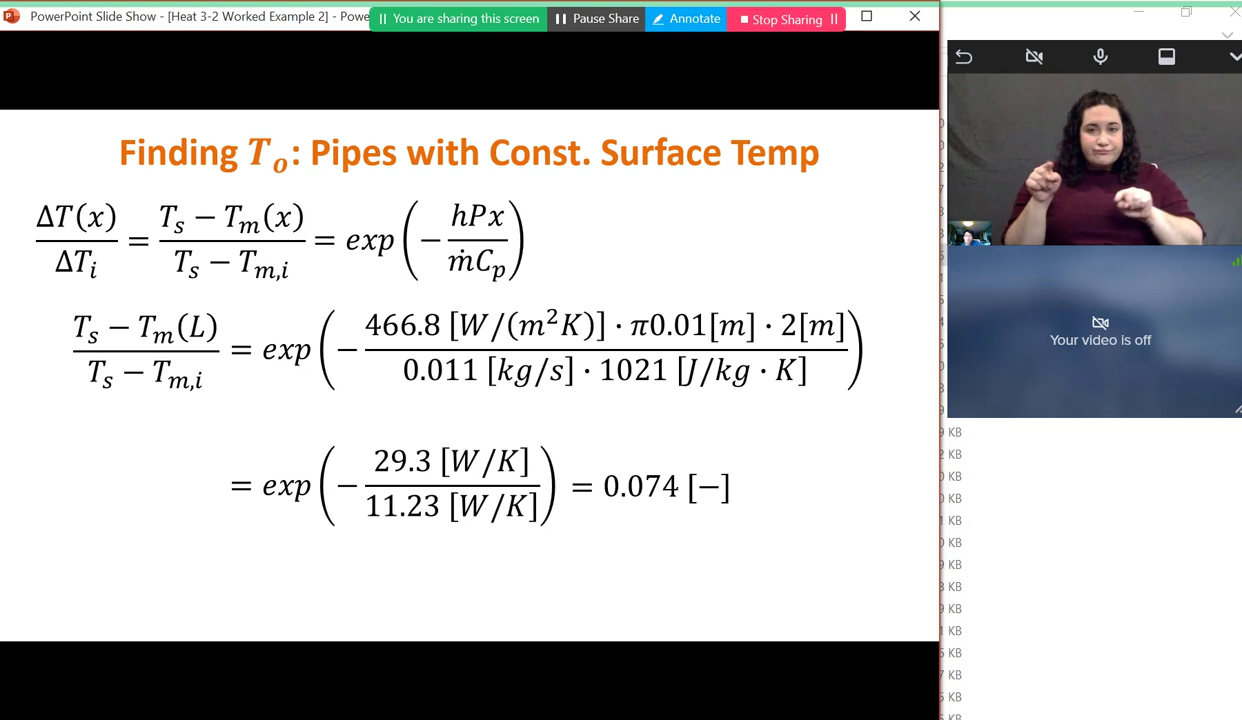 PowerPoint Slide Show - [Heat 3-2 Worked Example 2] - Powe
You are sharing this screen
Pause Share
Annotate
Stop Sharing
Finding T_o: Pipes with Const. Surface Temp
ΔT(x)/ΔT_i = (T_s − T_m(x))/(T_s − T_{m,i}) = exp(− hPx/ṁC_p)
(T_s − T_m(L))/(T_s − T_{m,i}) = exp(− 466.8 [W/(m²K)] · π0.01[m] · 2[m] / 0.011 [kg/s] · 1021 [J/kg · K])
= exp(− 29.3 [W/K] / 11.23 [W/K]) = 0.074 [−]
Your video is off
KB
KB
KB
KB
KB
KB
KB
KB
KB
KB
KB
KB
KB